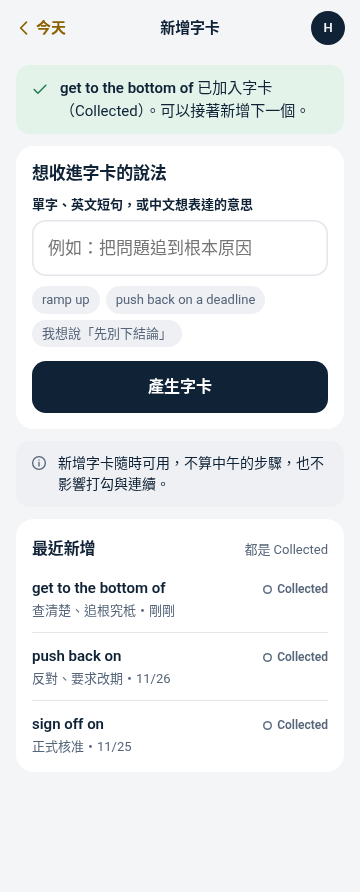 今天
新增字卡
H
get to the bottom of 已加入字卡
（Collected）。可以接著新增下一個。
想收進字卡的說法
單字、英文短句，或中文想表達的意思
例如：把問題追到根本原因
ramp up
push back on a deadline
我想說「先別下結論」
產生字卡
新增字卡隨時可用，不算中午的步驟，也不
影響打勾與連續。
最近新增
都是 Collected
get to the bottom of
Collected
查清楚、追根究柢・剛剛
push back on
Collected
反對、要求改期・11/26
sign off on
Collected
正式核准・11/25